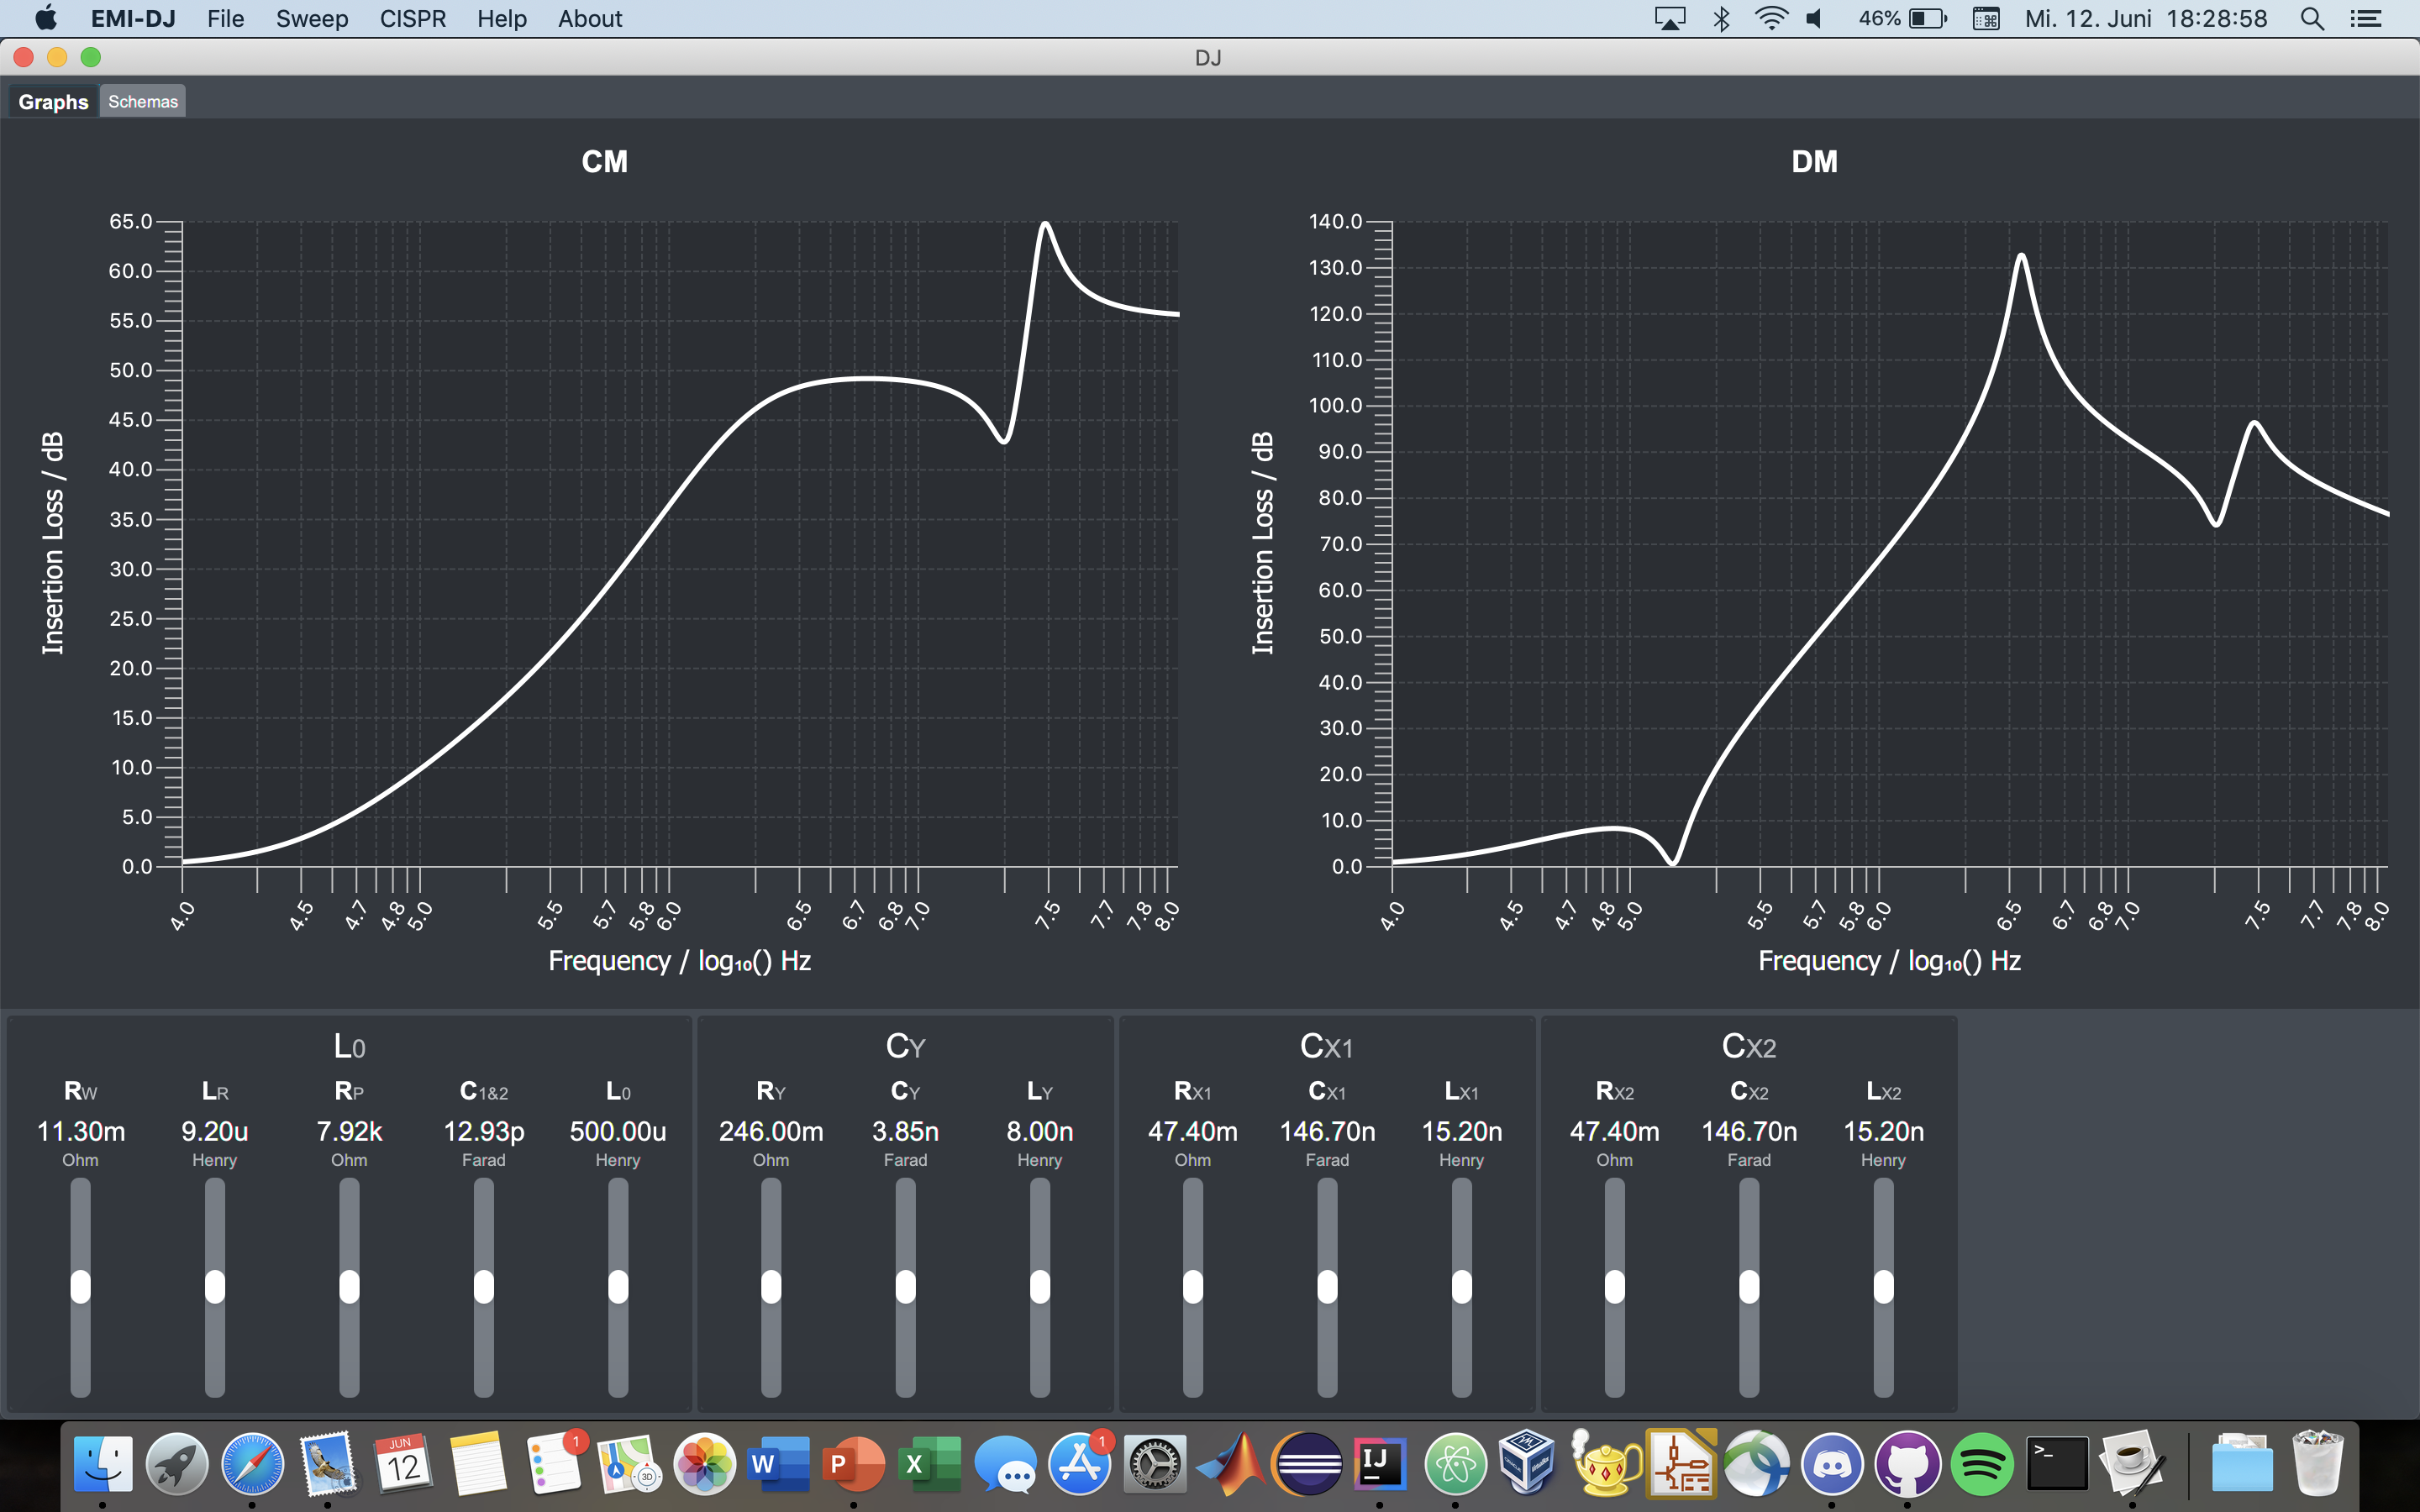 EMI-DJ File Sweep CISPR Help About 46% Mi. 12. Juni 18:28:58
DJ
Graphs Schemas
CM
65.0
60.0
55.0
50.0
45.0
40.0
35.0
30.0
25.0
20.0
15.0
10.0
5.0
0.0
Insertion Loss / dB
4.0 4.5 4.7 4.8 5.0 5.5 5.7 5.8 6.0 6.5 6.7 6.8 7.0 7.5 7.7 7.8 8.0
Frequency / log₁₀() Hz
DM
140.0
130.0
120.0
110.0
100.0
90.0
80.0
70.0
60.0
50.0
40.0
30.0
20.0
10.0
0.0
Insertion Loss / dB
4.0 4.5 4.7 4.8 5.0 5.5 5.7 5.8 6.0 6.5 6.7 6.8 7.0 7.5 7.7 7.8 8.0
Frequency / log₁₀() Hz
L0
RW LR RP C1&2 L0
11.30m 9.20u 7.92k 12.93p 500.00u
Ohm Henry Ohm Farad Henry
CY
RY CY LY
246.00m 3.85n 8.00n
Ohm Farad Henry
CX1
RX1 CX1 LX1
47.40m 146.70n 15.20n
Ohm Farad Henry
CX2
RX2 CX2 LX2
47.40m 146.70n 15.20n
Ohm Farad Henry
JUN
12
1
3D
W
P
X
1
IJ
>_